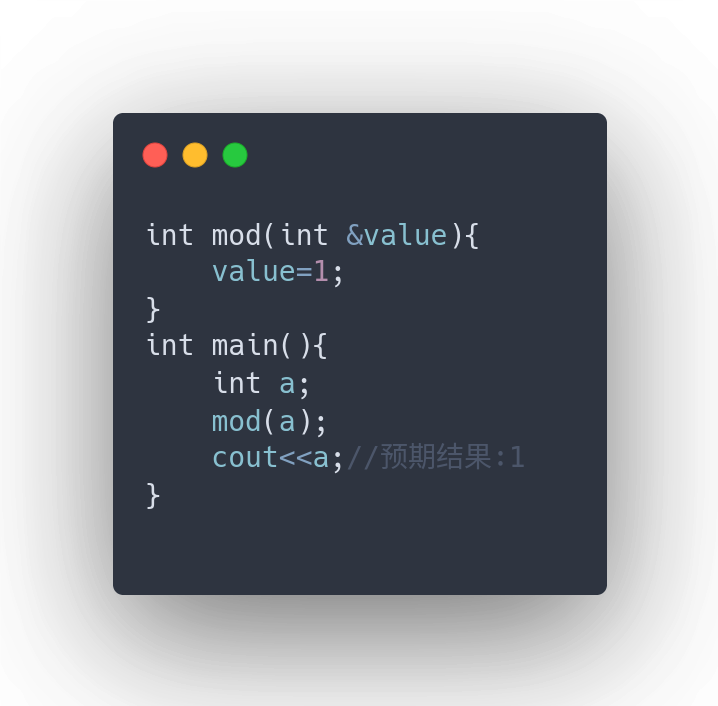 int mod(int &value){
    value=1;
}
int main(){
    int a;
    mod(a);
    cout<<a;//预期结果:1
}